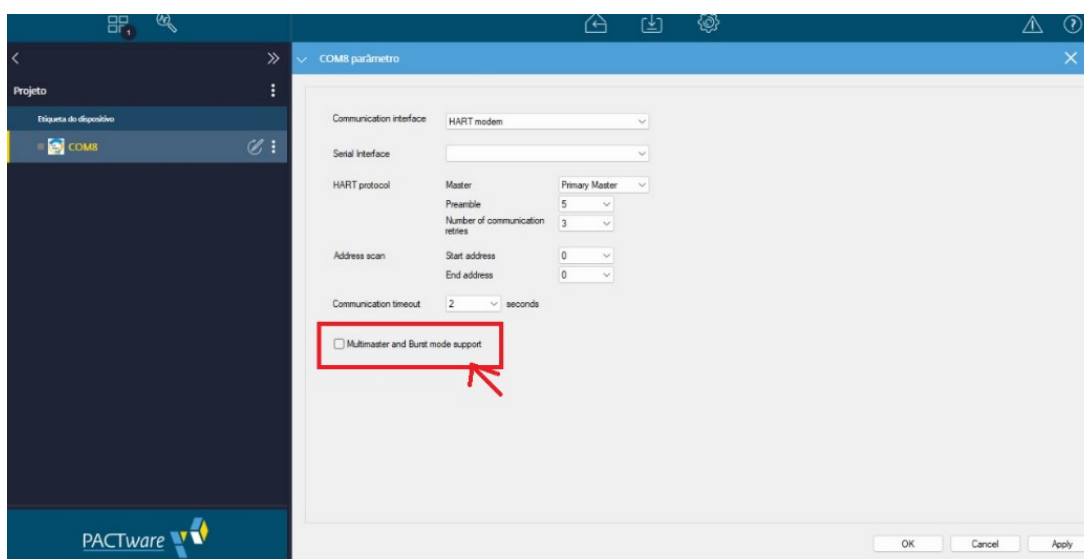 1
COM8 parâmetro
Projeto
Etiqueta do dispositivo
COM8
Communication interface HART modem
Serial Interface
HART protocol Master Primary Master
Preamble 5
Number of communication retries 3
Address scan Start address 0
End address 0
Communication timeout 2 seconds
Multimaster and Burst mode support
PACTware
OK Cancel Apply